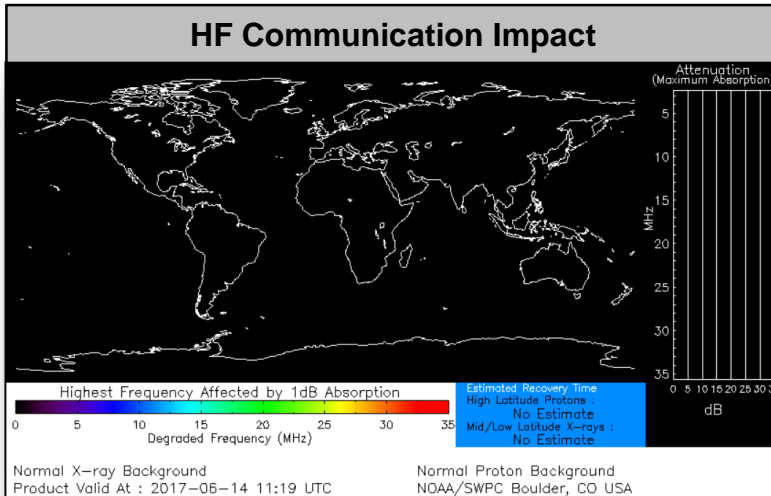 HF Communication Impact
Attenuation
(Maximum Absorption
5
10
15
20
25
30
35
MHz
0 5 10 15 20 25 30
dB
Highest Frequency Affected by 1dB Absorption
0 5 10 15 20 25 30 35
Degraded Frequency (MHz)
Estimated Recovery Time
High Latitude Protons :
No Estimate
Mid/Low Latitude X-rays :
No Estimate
Normal X-ray Background
Product Valid At : 2017-06-14 11:19 UTC
Normal Proton Background
NOAA/SWPC Boulder, CO USA